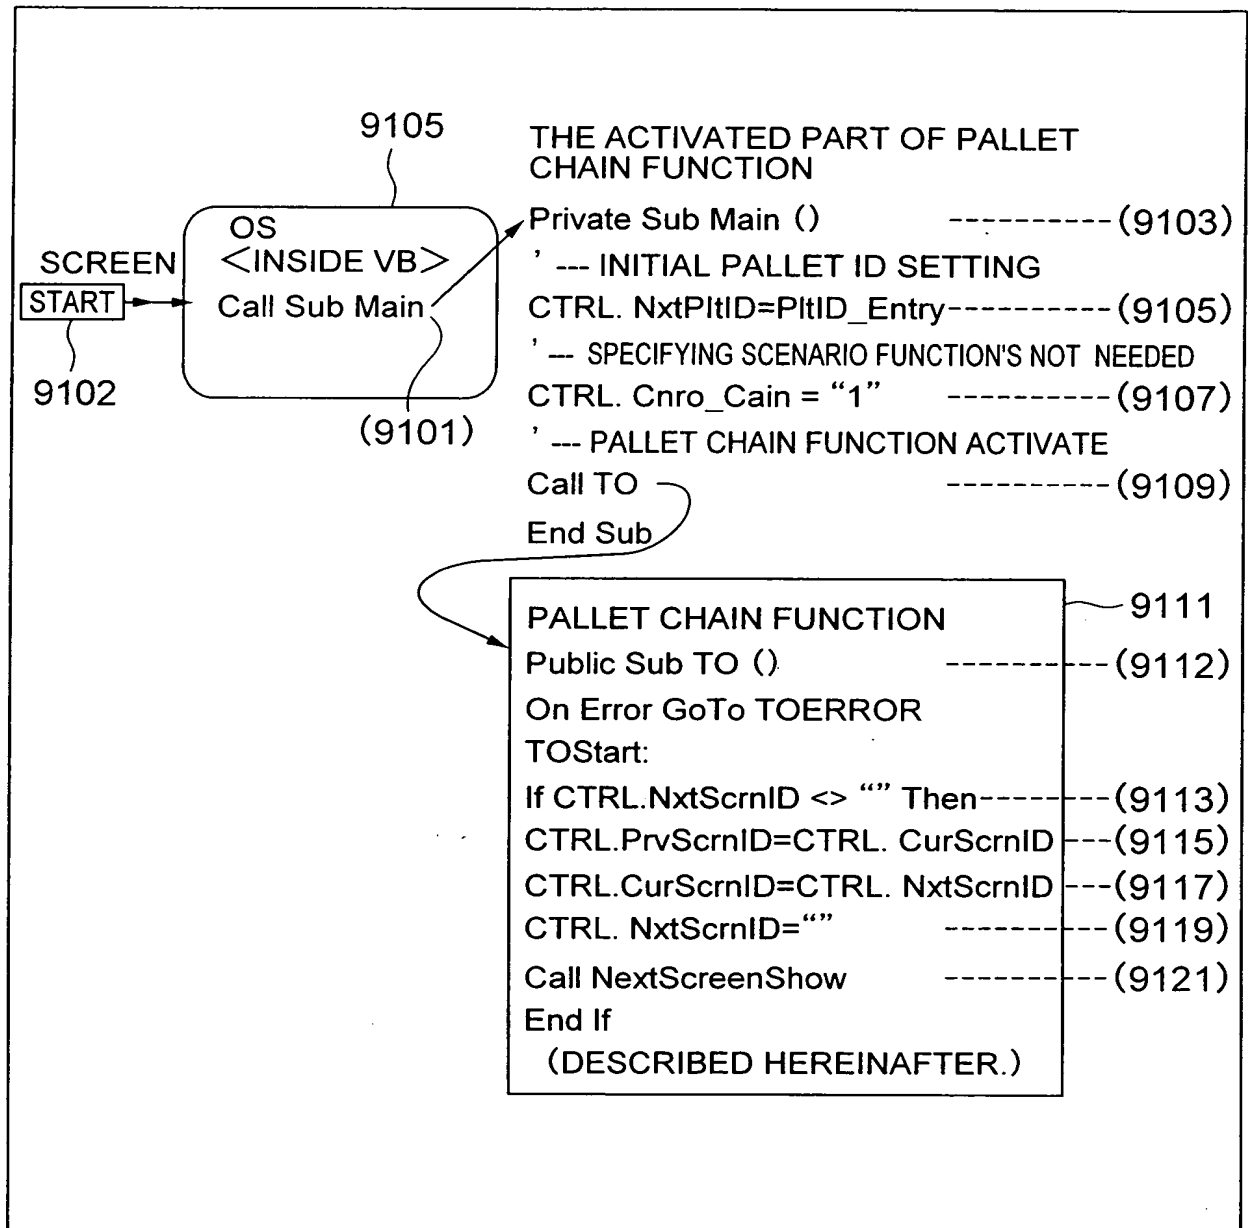 9105
OS
<INSIDE VB>
Call Sub Main
SCREEN
START
9102
(9101)
THE ACTIVATED PART OF PALLET
CHAIN FUNCTION
Private Sub Main () ---------- (9103)
' --- INITIAL PALLET ID SETTING
CTRL. NxtPltID=PltID_Entry---------- (9105)
' --- SPECIFYING SCENARIO FUNCTION'S NOT NEEDED
CTRL. Cnro_Cain = “1” ---------- (9107)
' --- PALLET CHAIN FUNCTION ACTIVATE
Call TO ---------- (9109)
End Sub
9111
PALLET CHAIN FUNCTION
Public Sub TO () ---------- (9112)
On Error GoTo TOERROR
TOStart:
If CTRL.NxtScrnID <> “” Then-------- (9113)
CTRL.PrvScrnID=CTRL. CurScrnID --- (9115)
CTRL.CurScrnID=CTRL. NxtScrnID --- (9117)
CTRL. NxtScrnID=“” ---------- (9119)
Call NextScreenShow ---------- (9121)
End If
(DESCRIBED HEREINAFTER.)